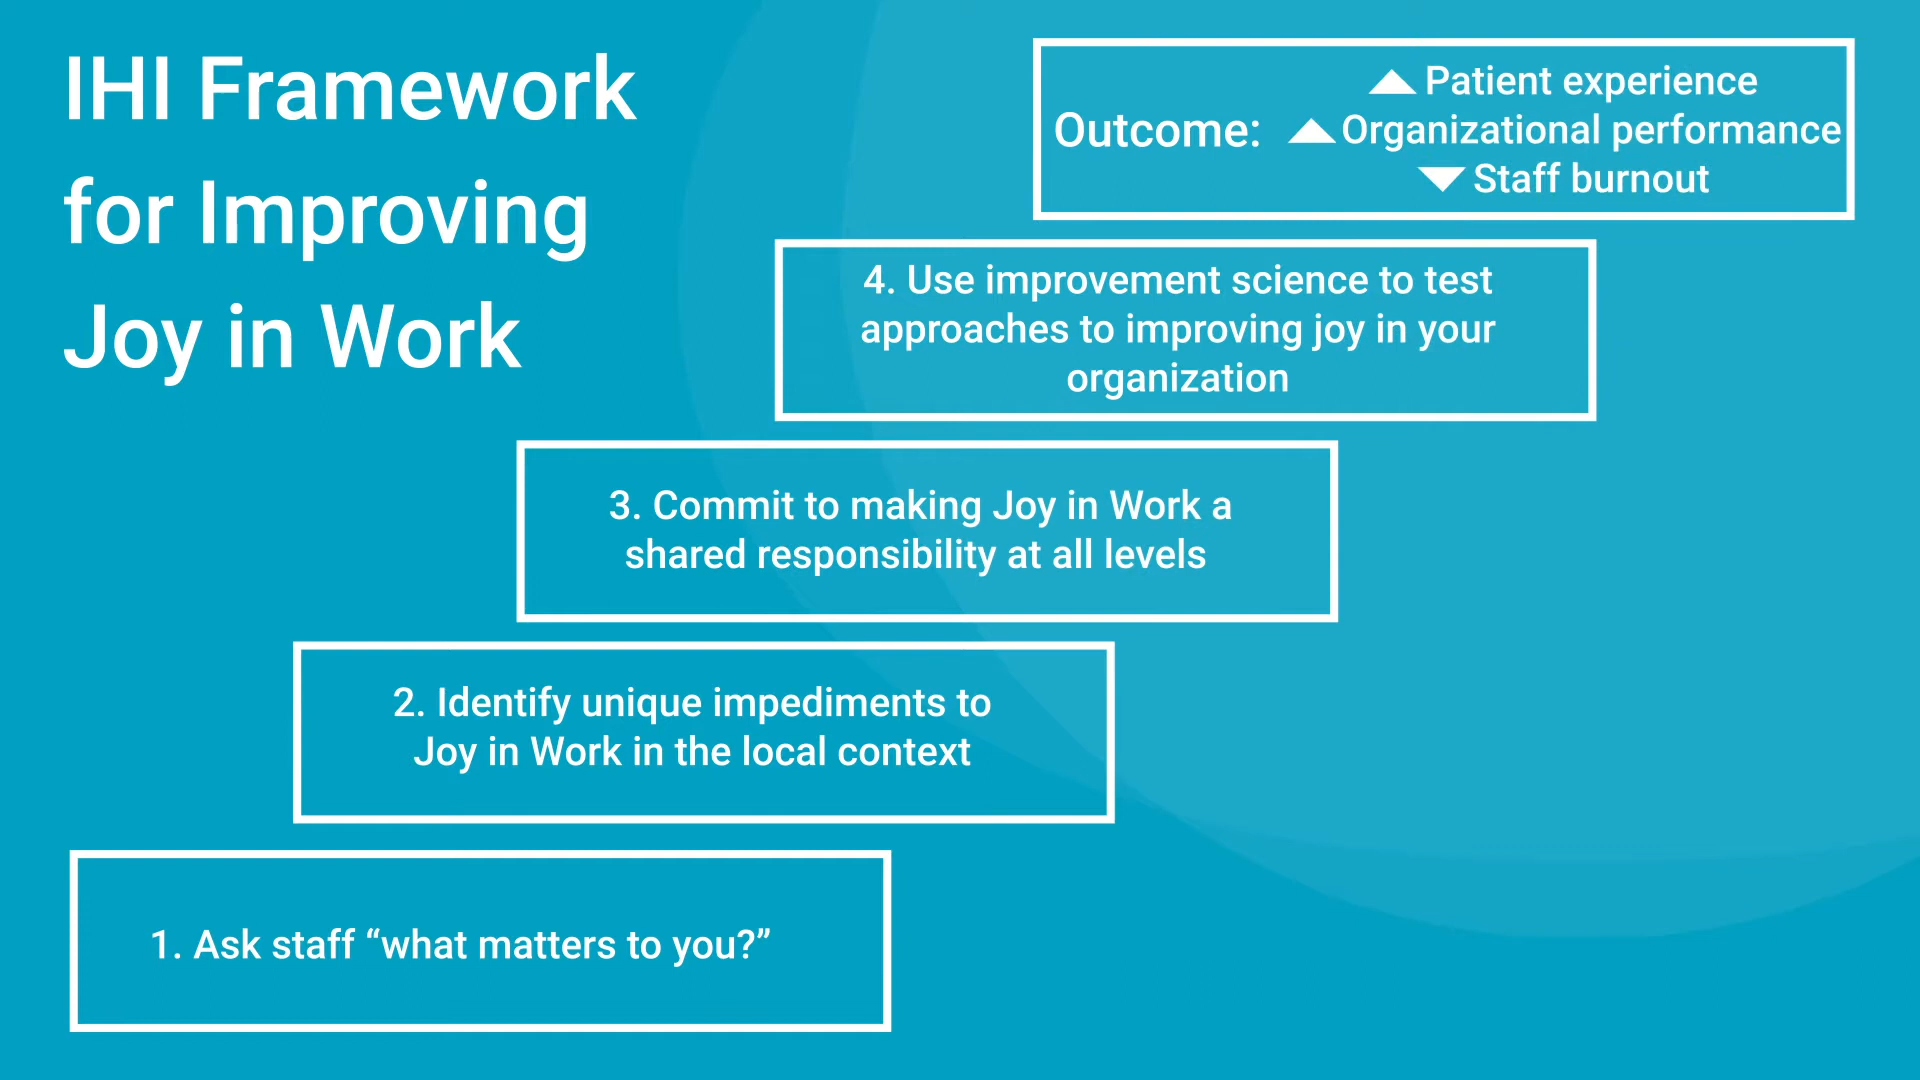 IHI Framework
for Improving
Joy in Work
Outcome:
Patient experience
Organizational performance
Staff burnout
4. Use improvement science to test
approaches to improving joy in your
organization
3. Commit to making Joy in Work a
shared responsibility at all levels
2. Identify unique impediments to
Joy in Work in the local context
1. Ask staff “what matters to you?”